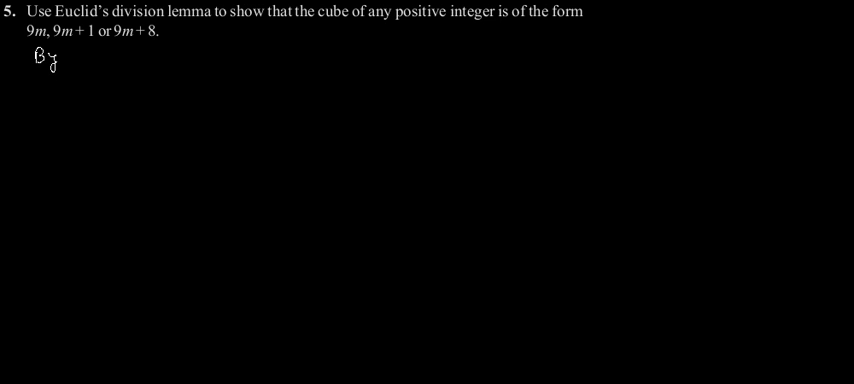 5. Use Euclid’s division lemma to show that the cube of any positive integer is of the form
9m, 9m + 1 or 9m + 8.
By